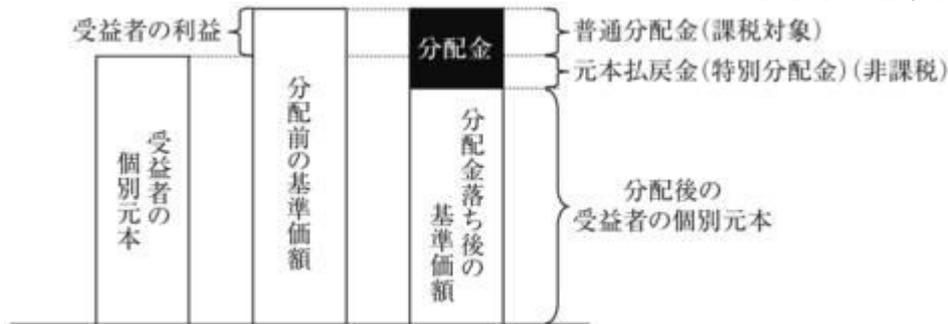 受益者の利益
分配金
普通分配金(課税対象)
元本払戻金(特別分配金)(非課税)
受益者の
個別元本
分配前の基準価額
分配金落ち後の
基準価額
分配後の
受益者の個別元本